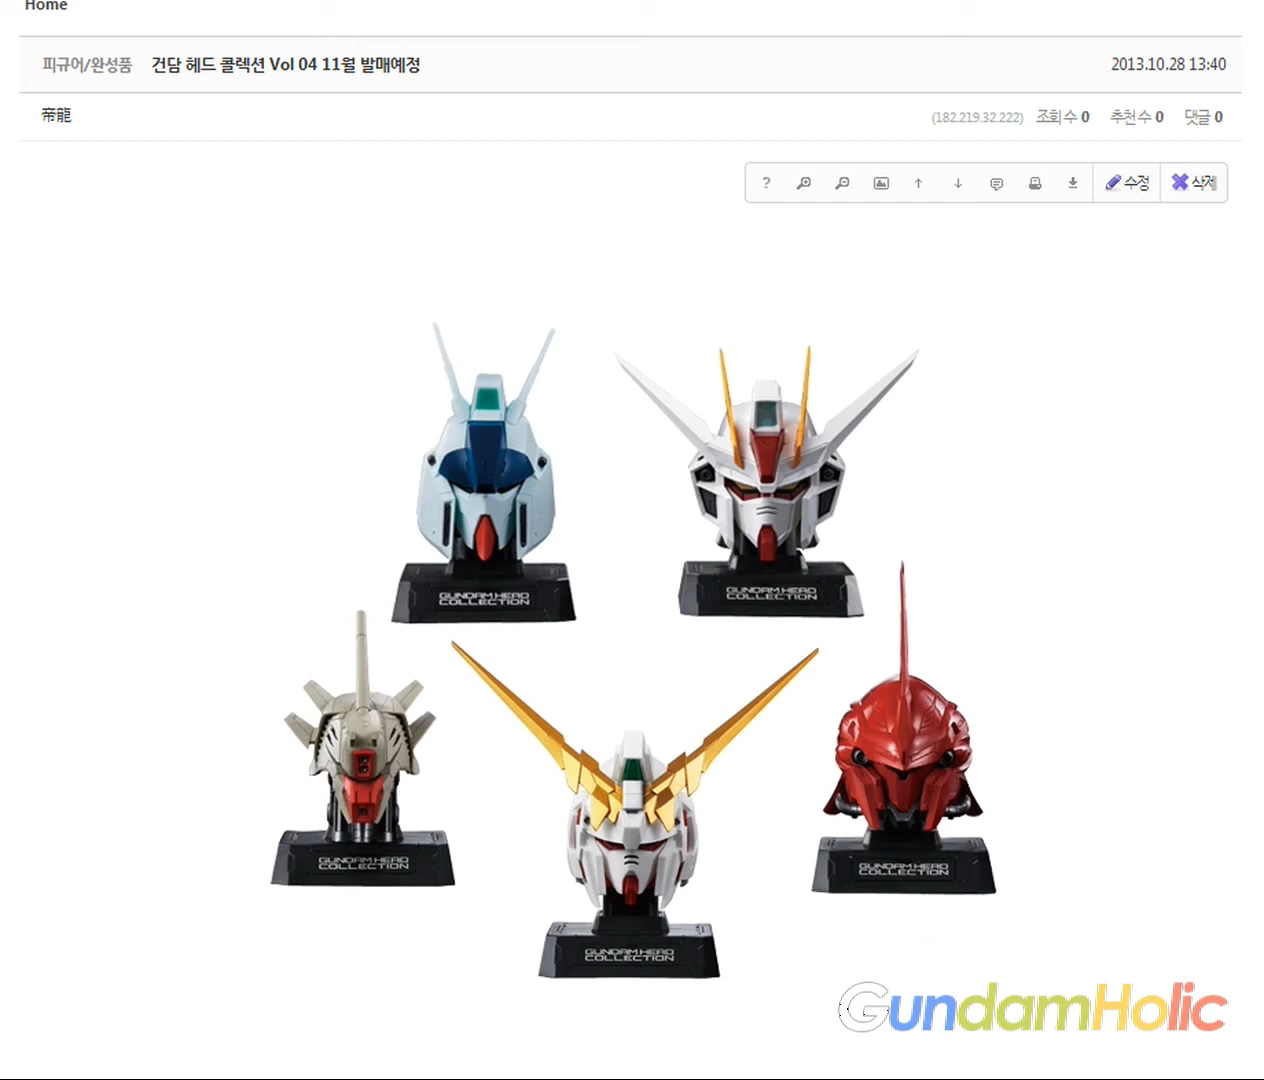 Home
피규어/완성품 건담 헤드 콜렉션 Vol 04 11월 발매예정 2013.10.28 13:40
帝龍 (182.219.32.222) 조회 수 0 추천 수 0 댓글 0
? 수정 삭제
GUNDAM HEAD
COLLECTION
GUNDAM HEAD
COLLECTION
GUNDAM HEAD
COLLECTION
GUNDAM HEAD
COLLECTION
GUNDAM HEAD
COLLECTION
GundamHolic